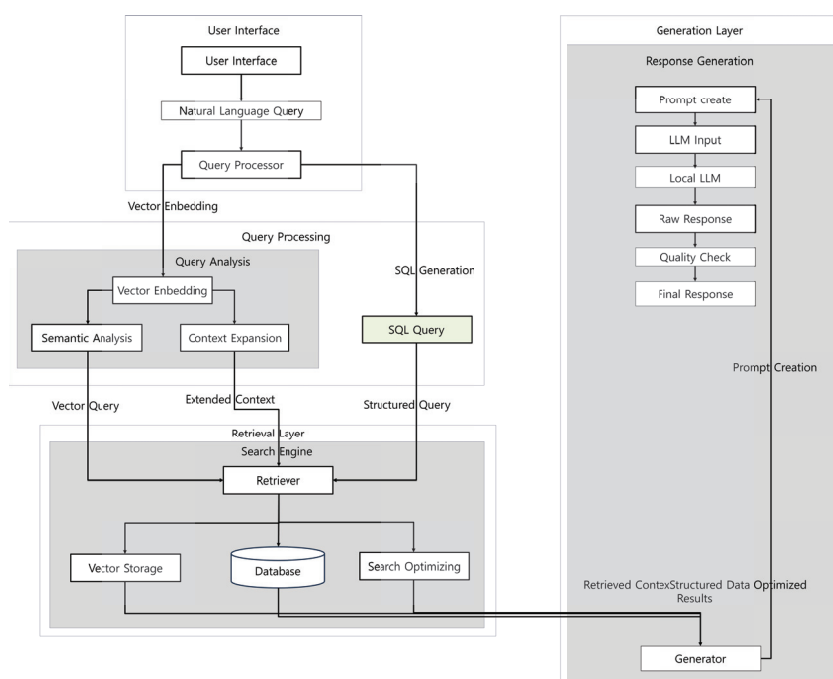 User Interface
User Interface
Natural Language Query
Query Processor
Vector Enbedding
Query Processing
Query Analysis
Vector Enbedding
SQL Generation
Semantic Analysis
Context Expansion
SQL Query
Vector Query
Extended Context
Structured Query
Retrieval Layer
Search Engine
Retriever
Vector Storage
Database
Search Optimizing
Generation Layer
Response Generation
Prompt create
LLM Input
Local LLM
Raw Response
Quality Check
Final Response
Prompt Creation
Retrieved ContexStructured Data Optimized
Results
Generator